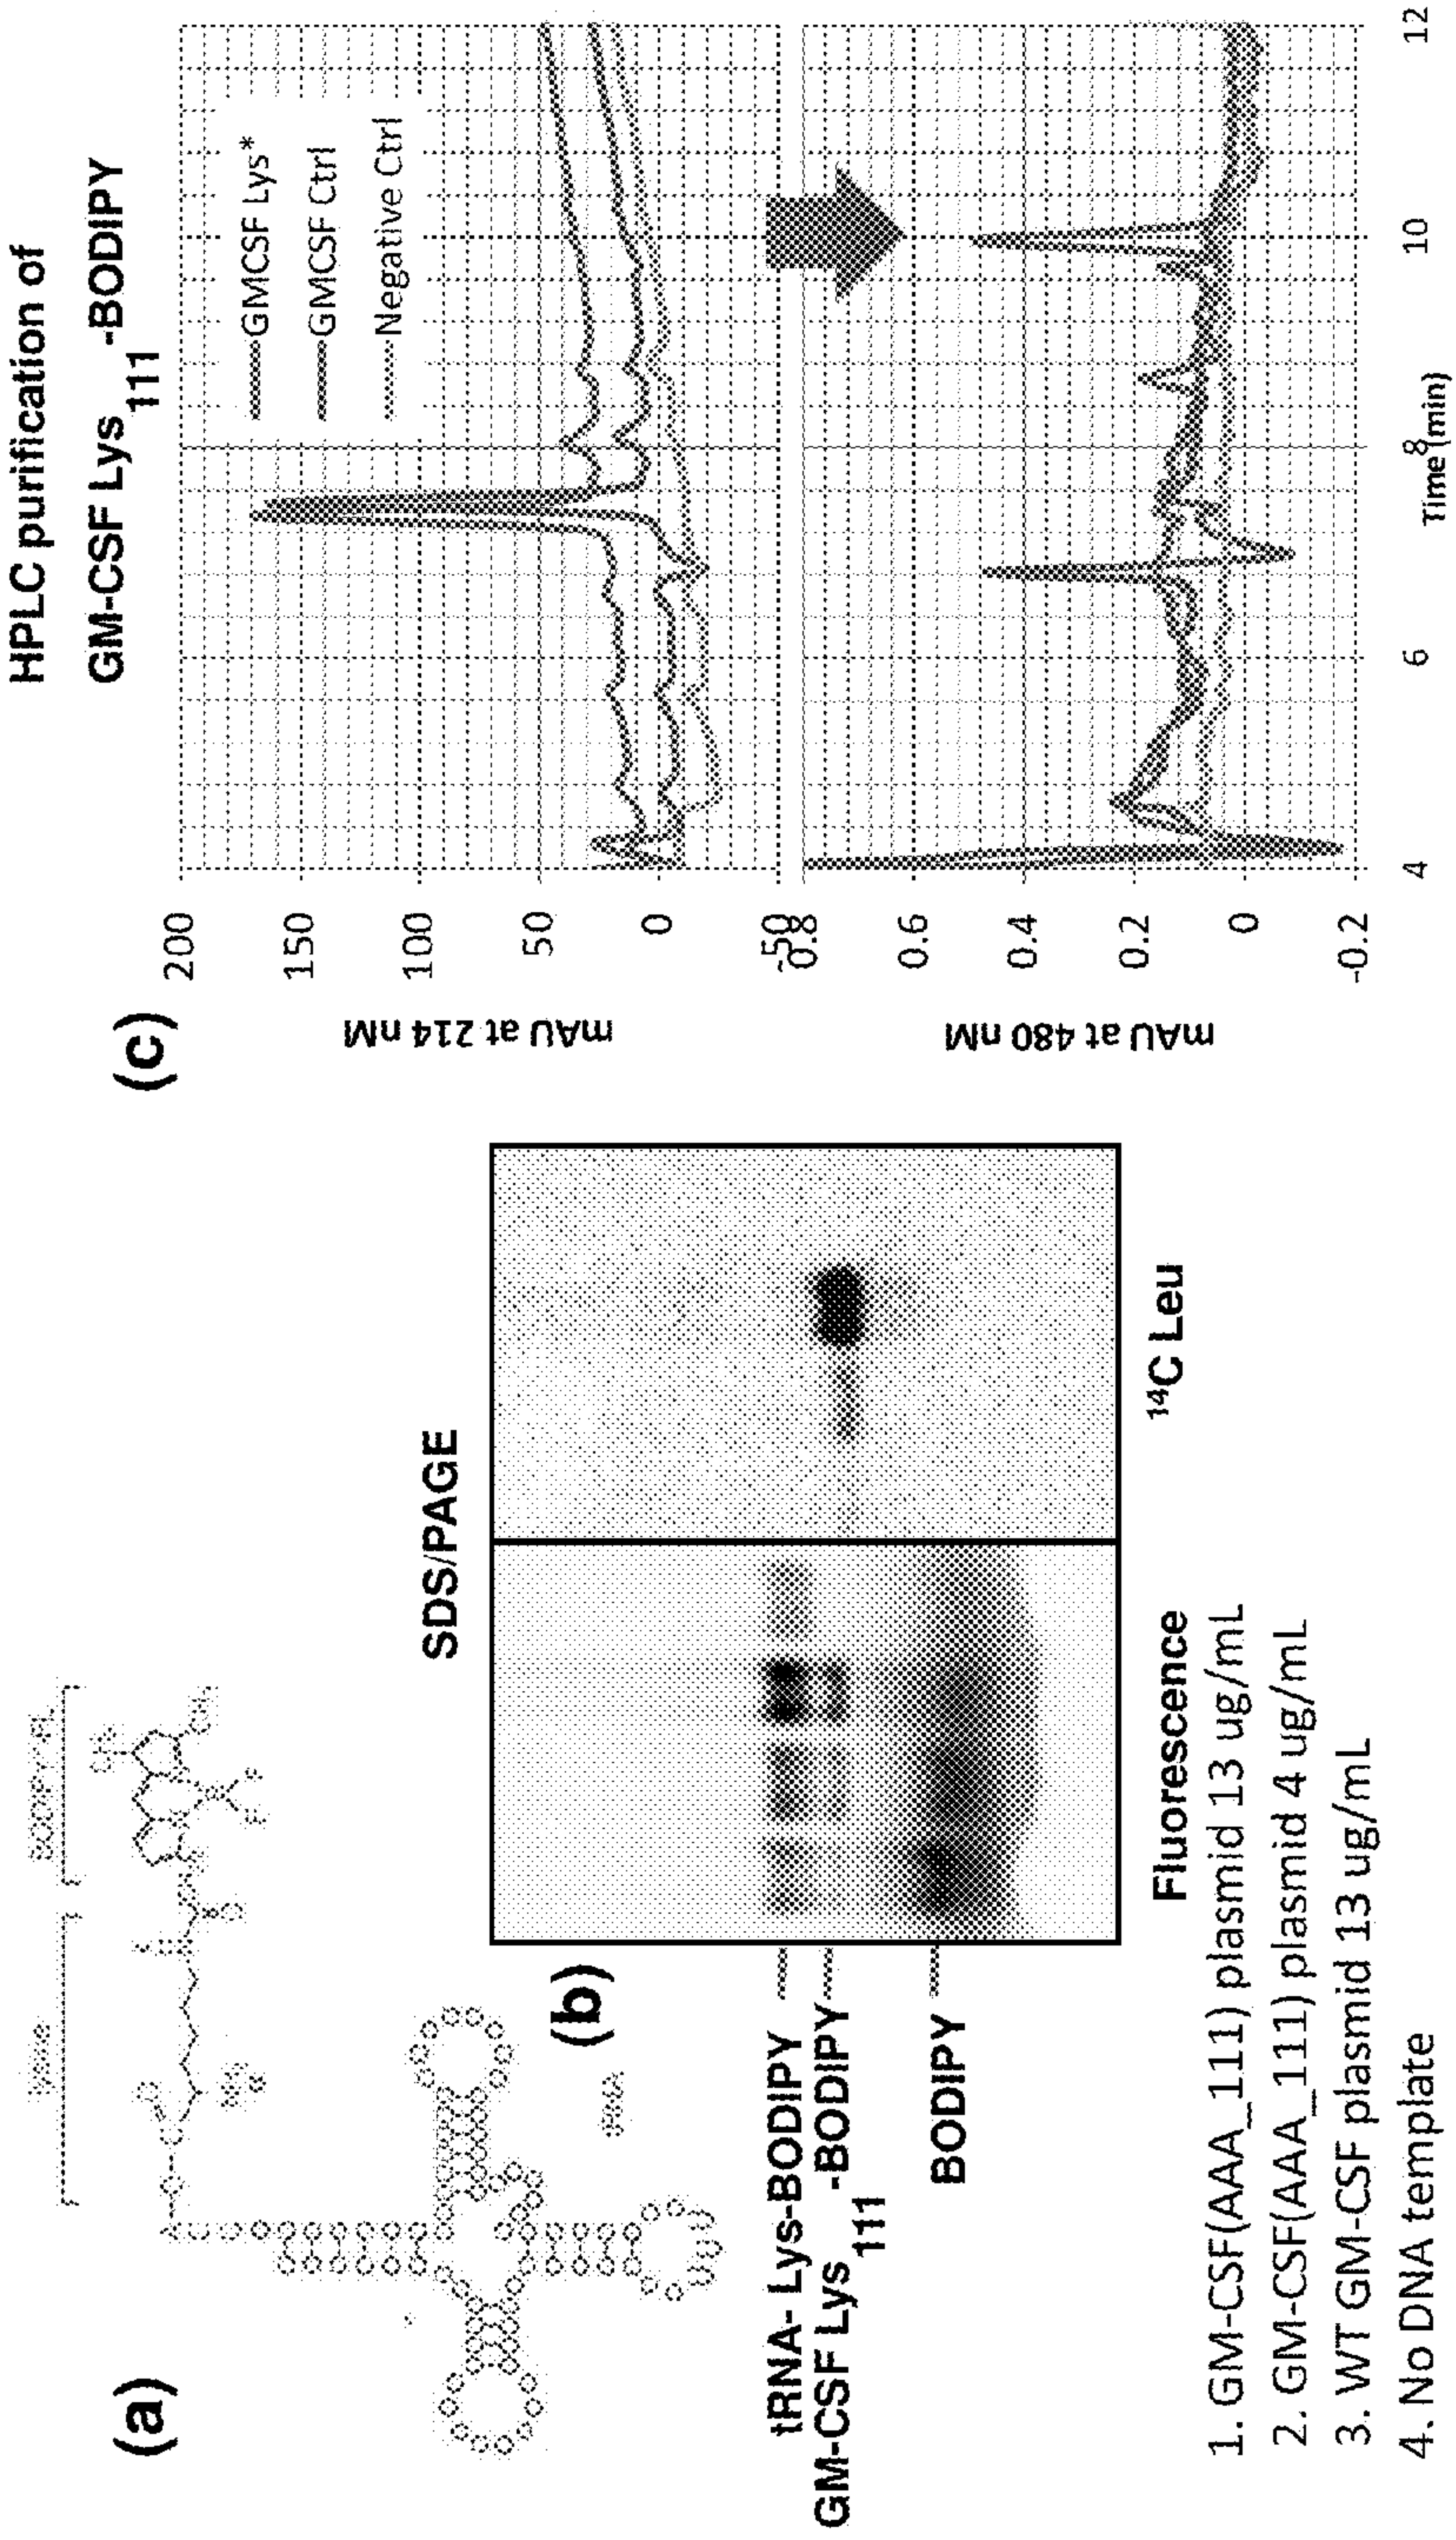 (a)
BODIPY-FL
(b)
SDS/PAGE
tRNA- Lys-BODIPY
GM-CSF Lys111-BODIPY
BODIPY
Fluorescence
14C Leu
1. GM-CSF(AAA_111) plasmid 13 ug/mL
2. GM-CSF(AAA_111) plasmid 4 ug/mL
3. WT GM-CSF plasmid 13 ug/mL
4. No DNA template
(c)
HPLC purification of
GM-CSF Lys111-BODIPY
mAU at 214 nM
200
150
100
50
0
-50
GMCSF Lys*
GMCSF Ctrl
Negative Ctrl
mAU at 480 nM
0.8
0.6
0.4
0.2
0
-0.2
4
6
8
10
12
Time (min)